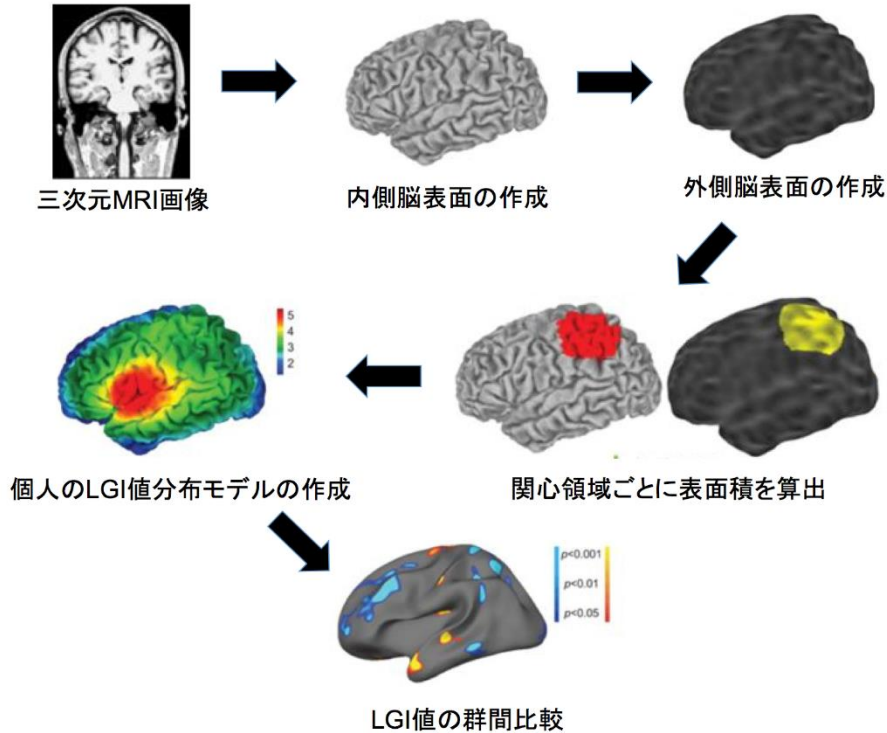 三次元MRI画像
内側脳表面の作成
外側脳表面の作成
5
4
3
2
個人のLGI値分布モデルの作成
関心領域ごとに表面積を算出
p<0.001
p<0.01
p<0.05
LGI値の群間比較